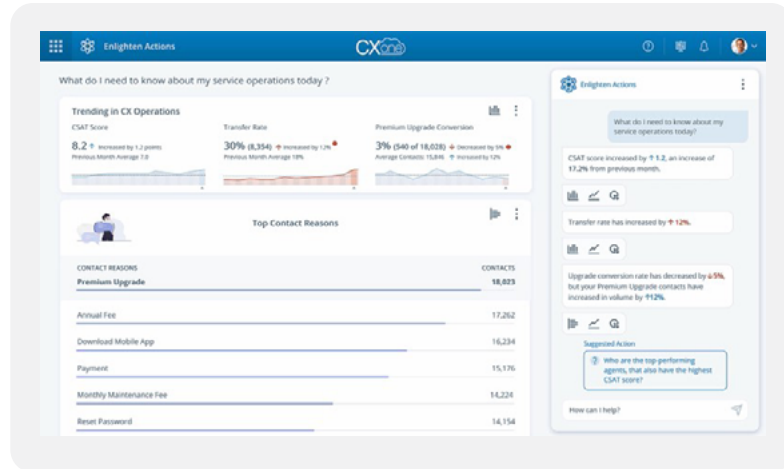 Enlighten Actions
CXone
What do I need to know about my service operations today ?
Trending in CX Operations
CSAT Score
8.2 ↑ Increased by 1.2 points
Previous Month Average 7.0
Transfer Rate
30% (8,354) ↑ Increased by 12%
Previous Month Average 18%
Premium Upgrade Conversion
3% (540 of 18,028) ↓ Decreased by 5%
Average Contacts: 15,846 ↑ Increased by 12%
Top Contact Reasons
CONTACT REASONS CONTACTS
Premium Upgrade 18,023
Annual Fee 17,262
Download Mobile App 16,234
Payment 15,176
Monthly Maintenance Fee 14,224
Reset Password 14,154
Enlighten Actions
What do I need to know about my
service operations today?
CSAT score increased by ↑ 1.2, an increase of
17.2% from previous month.
Transfer rate has increased by ↑ 12%.
Upgrade conversion rate has decreased by ↓5%,
but your Premium Upgrade contacts have
increased in volume by ↑12%.
Suggested Action
Who are the top-performing
agents, that also have the highest
CSAT score?
How can I help?